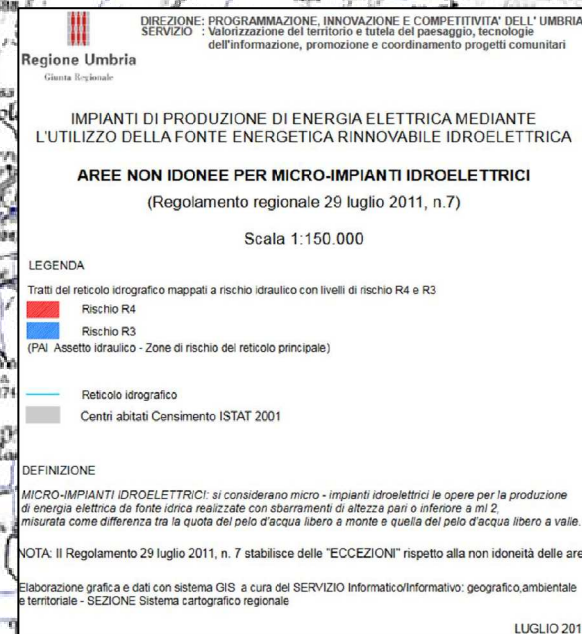 DIREZIONE: PROGRAMMAZIONE, INNOVAZIONE E COMPETITIVITA' DELL' UMBRIA
SERVIZIO : Valorizzazione del territorio e tutela del paesaggio, tecnologie
dell'informazione, promozione e coordinamento progetti comunitari
Regione Umbria
Giunta Regionale
IMPIANTI DI PRODUZIONE DI ENERGIA ELETTRICA MEDIANTE
L'UTILIZZO DELLA FONTE ENERGETICA RINNOVABILE IDROELETTRICA
AREE NON IDONEE PER MICRO-IMPIANTI IDROELETTRICI
(Regolamento regionale 29 luglio 2011, n.7)
Scala 1:150.000
LEGENDA
Tratti del reticolo idrografico mappati a rischio idraulico con livelli di rischio R4 e R3
Rischio R4
Rischio R3
(PAI Assetto idraulico - Zone di rischio del reticolo principale)
Reticolo idrografico
Centri abitati Censimento ISTAT 2001
DEFINIZIONE
MICRO-IMPIANTI IDROELETTRICI: si considerano micro - impianti idroelettrici le opere per la produzione
di energia elettrica da fonte idrica realizzate con sbarramenti di altezza pari o inferiore a ml 2,
misurata come differenza tra la quota del pelo d'acqua libero a monte e quella del pelo d'acqua libero a valle.
NOTA: Il Regolamento 29 luglio 2011, n. 7 stabilisce delle "ECCEZIONI" rispetto alla non idoneità delle are
Elaborazione grafica e dati con sistema GIS a cura del SERVIZIO Informatico/Informativo: geografico,ambientale
e territoriale - SEZIONE Sistema cartografico regionale
LUGLIO 201